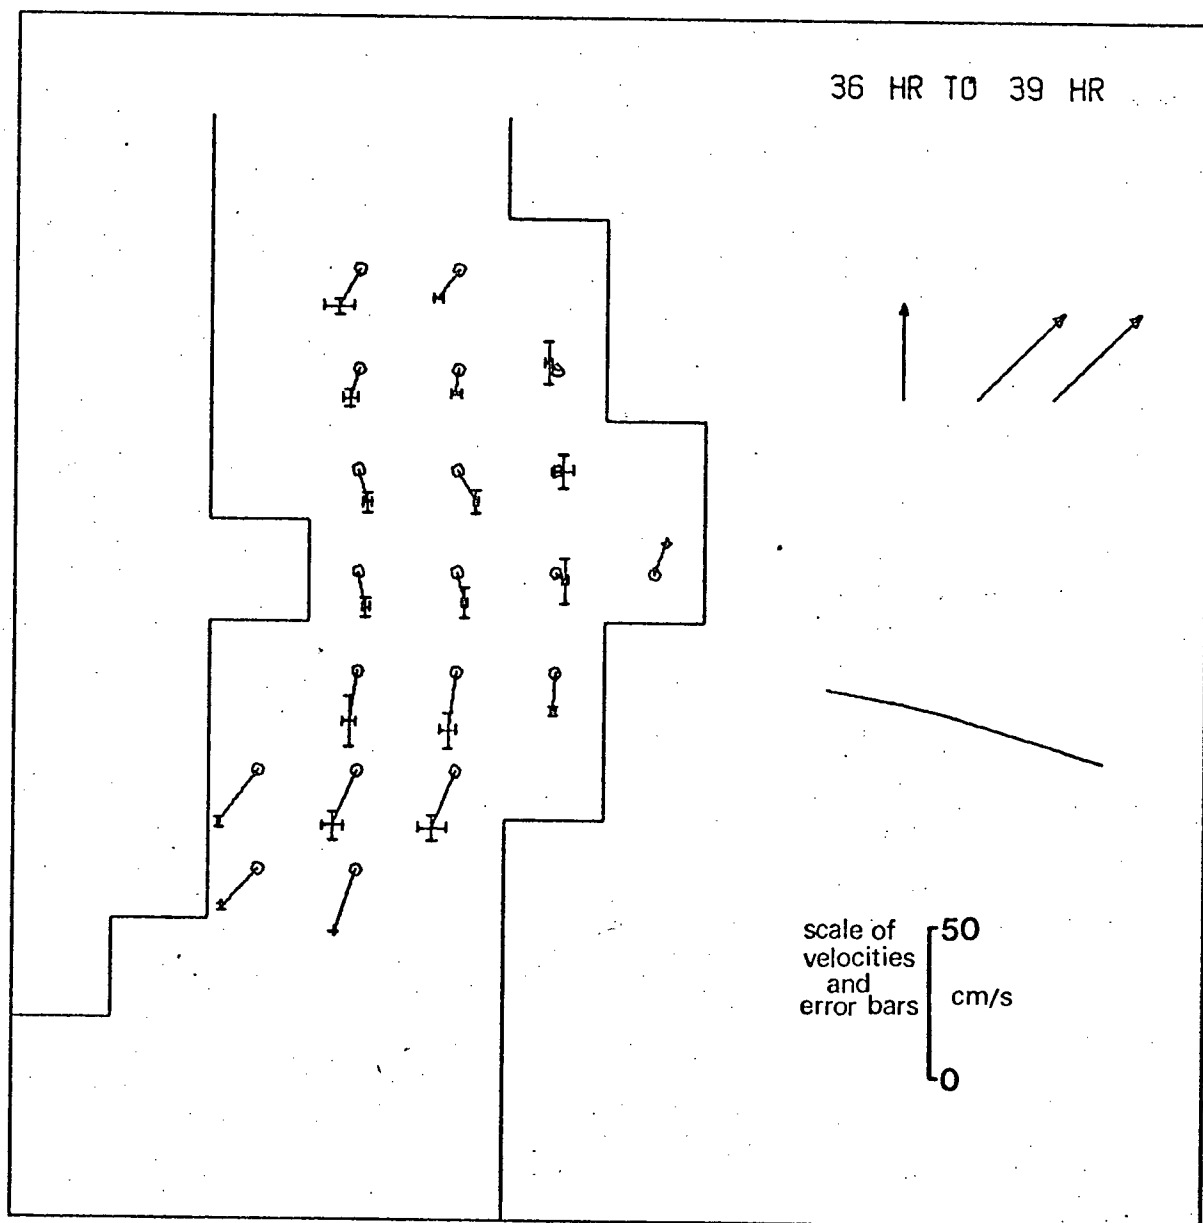 36 HR TO 39 HR
scale of
velocities
and
error bars
50
cm/s
0